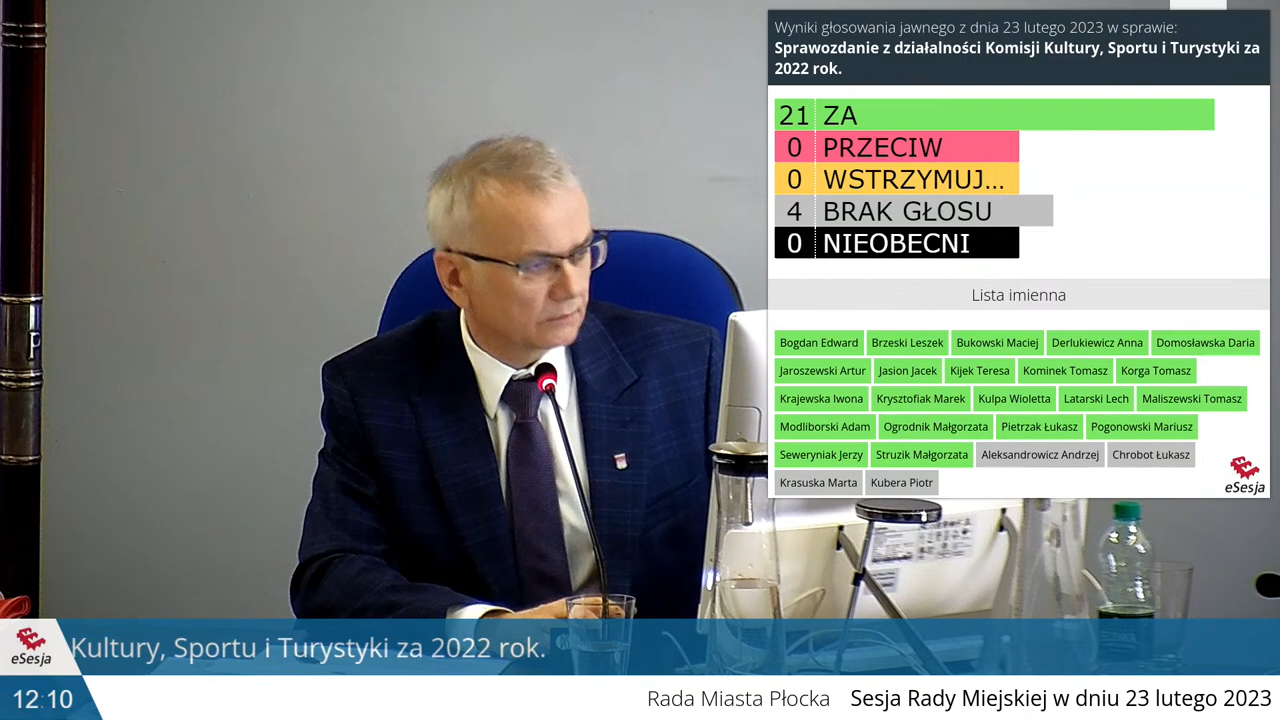 Wyniki głosowania jawnego z dnia 23 lutego 2023 w sprawie:
Sprawozdanie z działalności Komisji Kultury, Sportu i Turystyki za
2022 rok.
21 ZA
0 PRZECIW
0 WSTRZYMUJ...
4 BRAK GŁOSU
0 NIEOBECNI
Lista imienna
Bogdan Edward Brzeski Leszek Bukowski Maciej Derlukiewicz Anna Domosławska Daria
Jaroszewski Artur Jasion Jacek Kijek Teresa Kominek Tomasz Korga Tomasz
Krajewska Iwona Krysztofiak Marek Kulpa Wioletta Latarski Lech Maliszewski Tomasz
Modliborski Adam Ogrodnik Małgorzata Pietrzak Łukasz Pogonowski Mariusz
Seweryniak Jerzy Struzik Małgorzata Aleksandrowicz Andrzej Chrobot Łukasz
Krasuska Marta Kubera Piotr
eSesja
eSesja
Kultury, Sportu i Turystyki za 2022 rok.
12:10
Rada Miasta Płocka Sesja Rady Miejskiej w dniu 23 lutego 2023